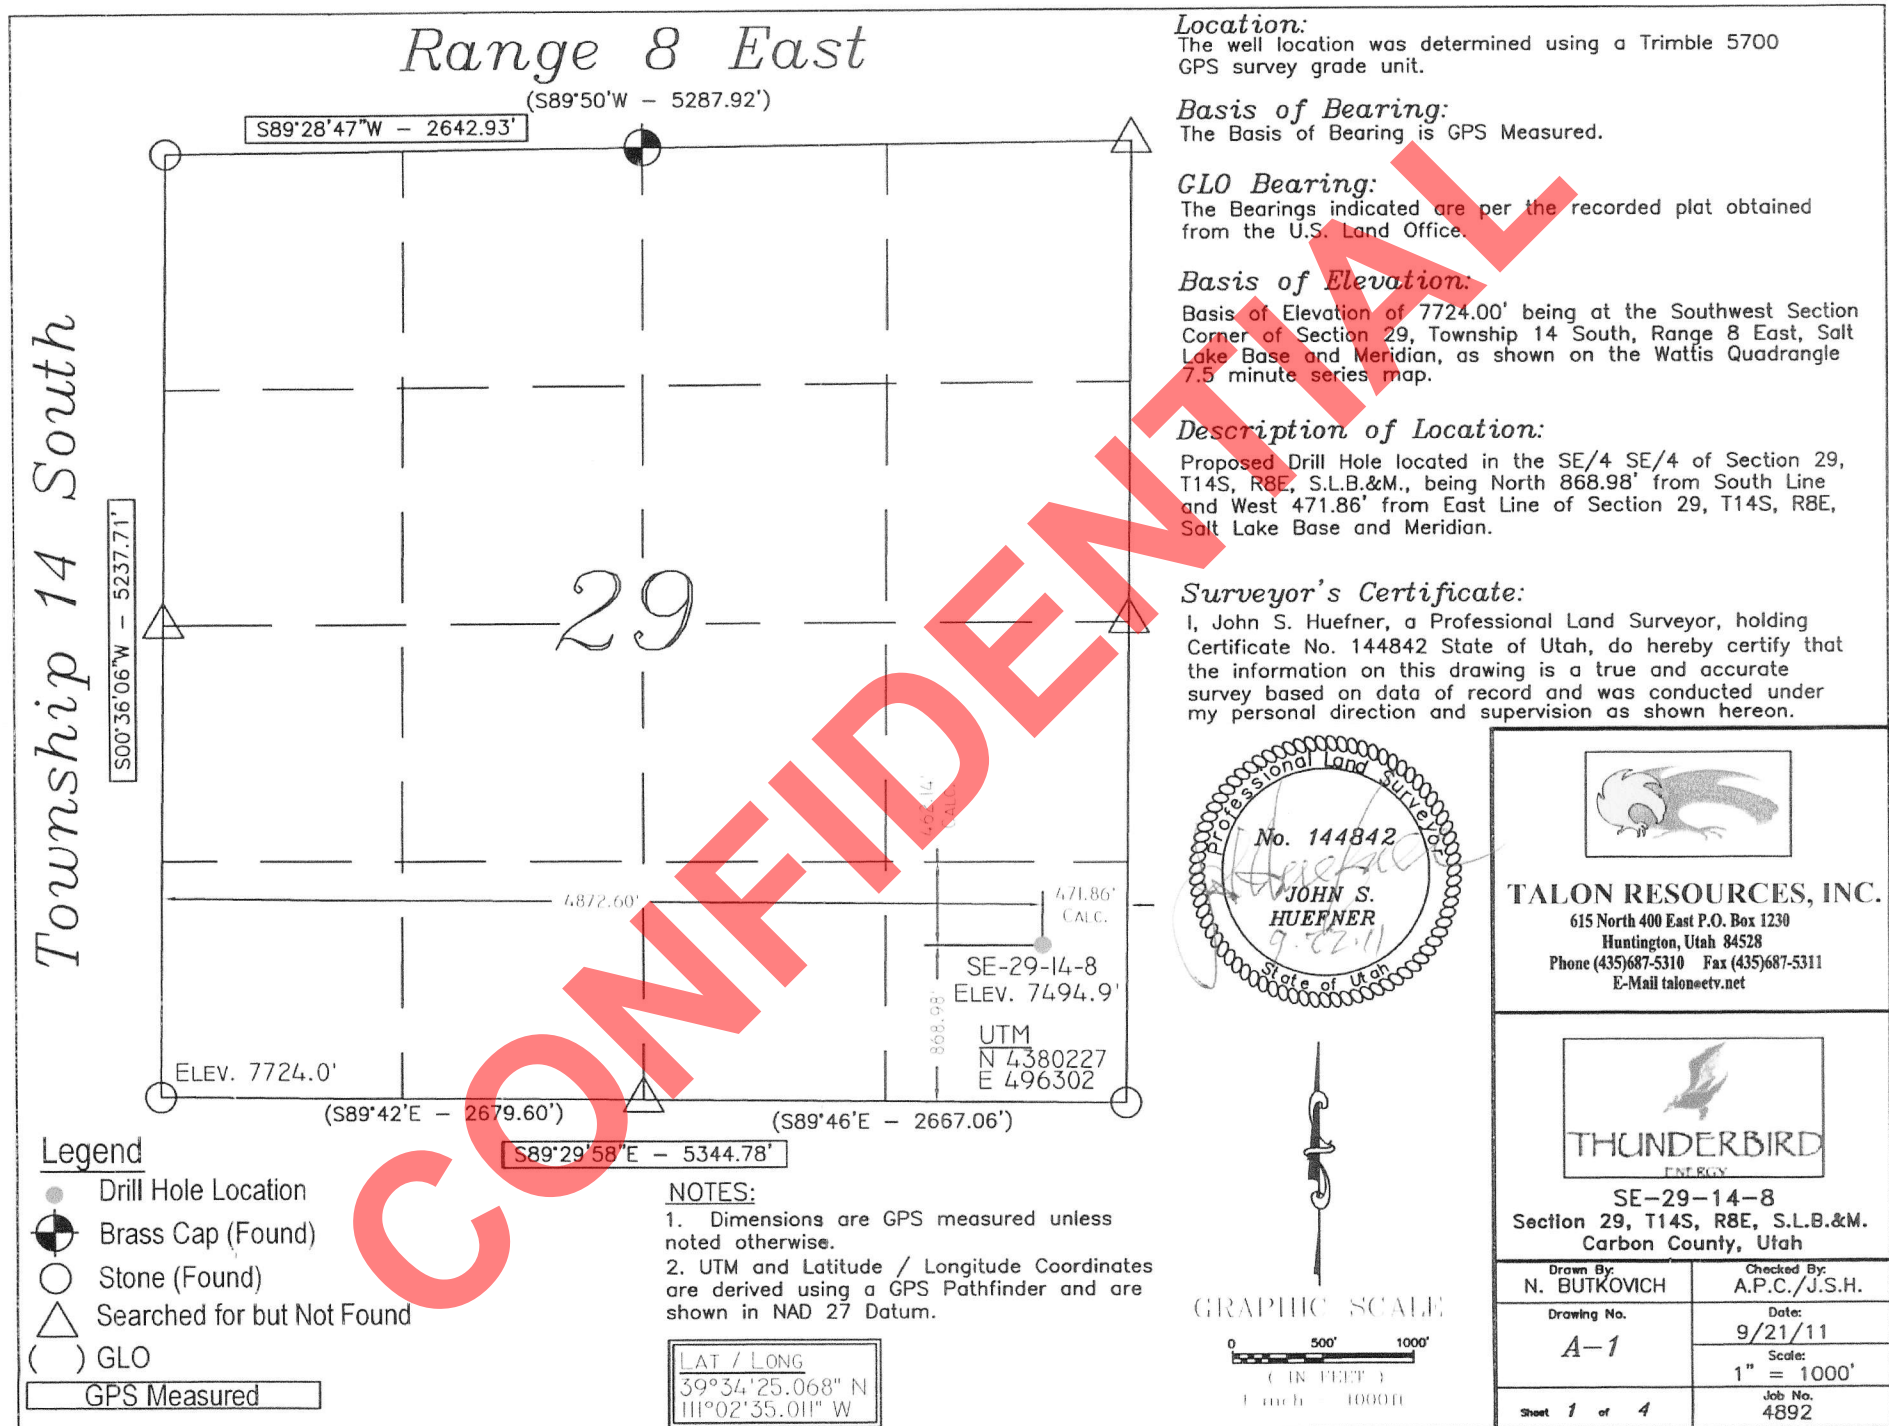 Range 8 East
(S89°50'W - 5287.92')
S89°28'47"W - 2642.93'
Township 14 South
S00°36'06"W - 5237.71'
29
462.14'
CALC.
4872.60'
471.86'
CALC.
868.98'
SE-29-14-8
ELEV. 7494.9'
UTM
N 4380227
E 496302
ELEV. 7724.0'
(S89°42'E - 2679.60')
(S89°46'E - 2667.06')
S89°29'58"E - 5344.78'
Legend
Drill Hole Location
Brass Cap (Found)
Stone (Found)
Searched for but Not Found
( ) GLO
GPS Measured
NOTES:
1. Dimensions are GPS measured unless
noted otherwise.
2. UTM and Latitude / Longitude Coordinates
are derived using a GPS Pathfinder and are
shown in NAD 27 Datum.
LAT / LONG
39°34'25.068" N
111°02'35.011" W
Location:
The well location was determined using a Trimble 5700
GPS survey grade unit.
Basis of Bearing:
The Basis of Bearing is GPS Measured.
GLO Bearing:
The Bearings indicated are per the recorded plat obtained
from the U.S. Land Office.
Basis of Elevation:
Basis of Elevation of 7724.00' being at the Southwest Section
Corner of Section 29, Township 14 South, Range 8 East, Salt
Lake Base and Meridian, as shown on the Wattis Quadrangle
7.5 minute series map.
Description of Location:
Proposed Drill Hole located in the SE/4 SE/4 of Section 29,
T14S, R8E, S.L.B.&M., being North 868.98' from South Line
and West 471.86' from East Line of Section 29, T14S, R8E,
Salt Lake Base and Meridian.
Surveyor's Certificate:
I, John S. Huefner, a Professional Land Surveyor, holding
Certificate No. 144842 State of Utah, do hereby certify that
the information on this drawing is a true and accurate
survey based on data of record and was conducted under
my personal direction and supervision as shown hereon.
Professional Land Surveyor
No. 144842
JOHN S.
HUEFNER
9.22.11
State of Utah
GRAPHIC SCALE
0 500' 1000'
( IN FEET )
1 inch = 1000ft
TALON RESOURCES, INC.
615 North 400 East P.O. Box 1230
Huntington, Utah 84528
Phone (435)687-5310 Fax (435)687-5311
E-Mail talon@etv.net
THUNDERBIRD
ENERGY
SE-29-14-8
Section 29, T14S, R8E, S.L.B.&M.
Carbon County, Utah
Drawn By:
N. BUTKOVICH
Checked By:
A.P.C./J.S.H.
Drawing No.
A-1
Date:
9/21/11
Scale:
1" = 1000'
Sheet 1 of 4
Job No.
4892
CONFIDENTIAL